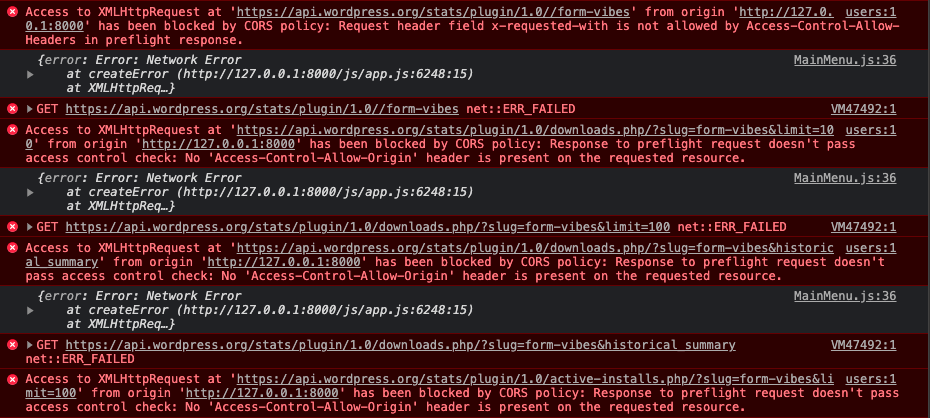 Access to XMLHttpRequest at 'https://api.wordpress.org/stats/plugin/1.0//form-vibes' from origin 'http://127.0. users:1
0.1:8000' has been blocked by CORS policy: Request header field x-requested-with is not allowed by Access-Control-Allow-
Headers in preflight response.
{error: Error: Network Error MainMenu.js:36
at createError (http://127.0.0.1:8000/js/app.js:6248:15)
at XMLHttpReq…}
GET https://api.wordpress.org/stats/plugin/1.0//form-vibes net::ERR_FAILED VM47492:1
Access to XMLHttpRequest at 'https://api.wordpress.org/stats/plugin/1.0/downloads.php/?slug=form-vibes&limit=10 users:1
0' from origin 'http://127.0.0.1:8000' has been blocked by CORS policy: Response to preflight request doesn't pass
access control check: No 'Access-Control-Allow-Origin' header is present on the requested resource.
{error: Error: Network Error MainMenu.js:36
at createError (http://127.0.0.1:8000/js/app.js:6248:15)
at XMLHttpReq…}
GET https://api.wordpress.org/stats/plugin/1.0/downloads.php/?slug=form-vibes&limit=100 net::ERR_FAILED VM47492:1
Access to XMLHttpRequest at 'https://api.wordpress.org/stats/plugin/1.0/downloads.php/?slug=form-vibes&historic users:1
al_summary' from origin 'http://127.0.0.1:8000' has been blocked by CORS policy: Response to preflight request doesn't
pass access control check: No 'Access-Control-Allow-Origin' header is present on the requested resource.
{error: Error: Network Error MainMenu.js:36
at createError (http://127.0.0.1:8000/js/app.js:6248:15)
at XMLHttpReq…}
GET https://api.wordpress.org/stats/plugin/1.0/downloads.php/?slug=form-vibes&historical_summary VM47492:1
net::ERR_FAILED
Access to XMLHttpRequest at 'https://api.wordpress.org/stats/plugin/1.0/active-installs.php/?slug=form-vibes&li users:1
mit=100' from origin 'http://127.0.0.1:8000' has been blocked by CORS policy: Response to preflight request doesn't pass
access control check: No 'Access-Control-Allow-Origin' header is present on the requested resource.